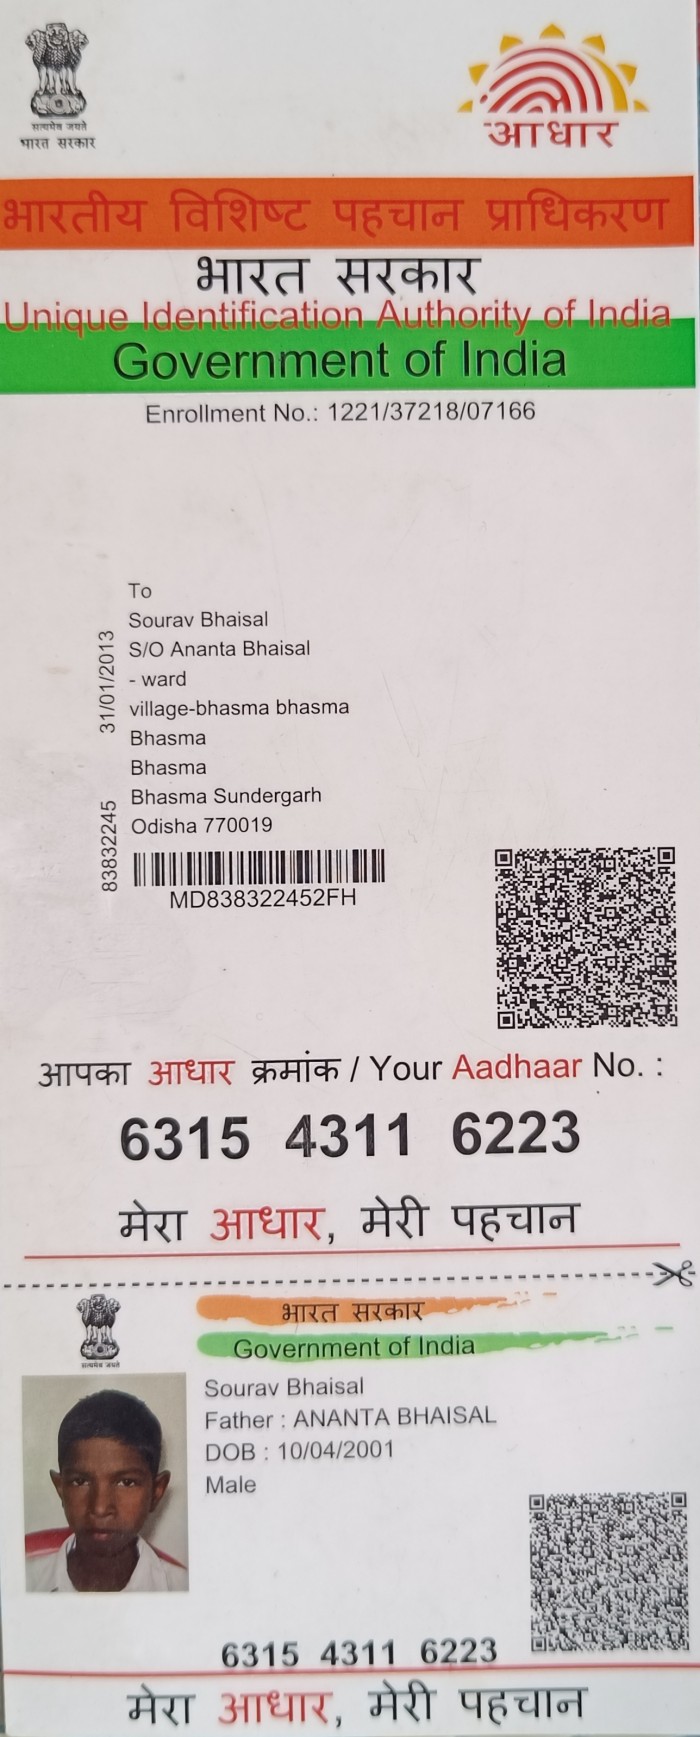 सत्यमेव जयते
भारत सरकार
आधार
भारतीय विशिष्ट पहचान प्राधिकरण
भारत सरकार
Unique Identification Authority of India
Government of India
Enrollment No.: 1221/37218/07166
To
Sourav Bhaisal
S/O Ananta Bhaisal
- ward
village-bhasma bhasma
Bhasma
Bhasma
Bhasma Sundergarh
Odisha 770019
31/01/2013
83832245
MD838322452FH
आपका आधार क्रमांक / Your Aadhaar No. :
6315 4311 6223
मेरा आधार, मेरी पहचान
सत्यमेव जयते
भारत सरकार
Government of India
Sourav Bhaisal
Father : ANANTA BHAISAL
DOB : 10/04/2001
Male
6315 4311 6223
मेरा आधार, मेरी पहचान